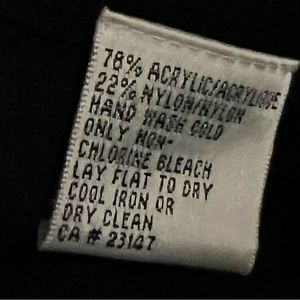 78% ACRYLIC/ACRYLIQUE
22% NYLON/NYLON
HAND WASH COLD
ONLY NON-
CHLORINE BLEACH
LAY FLAT TO DRY
COOL IRON OR
DRY CLEAN
CA # 23147